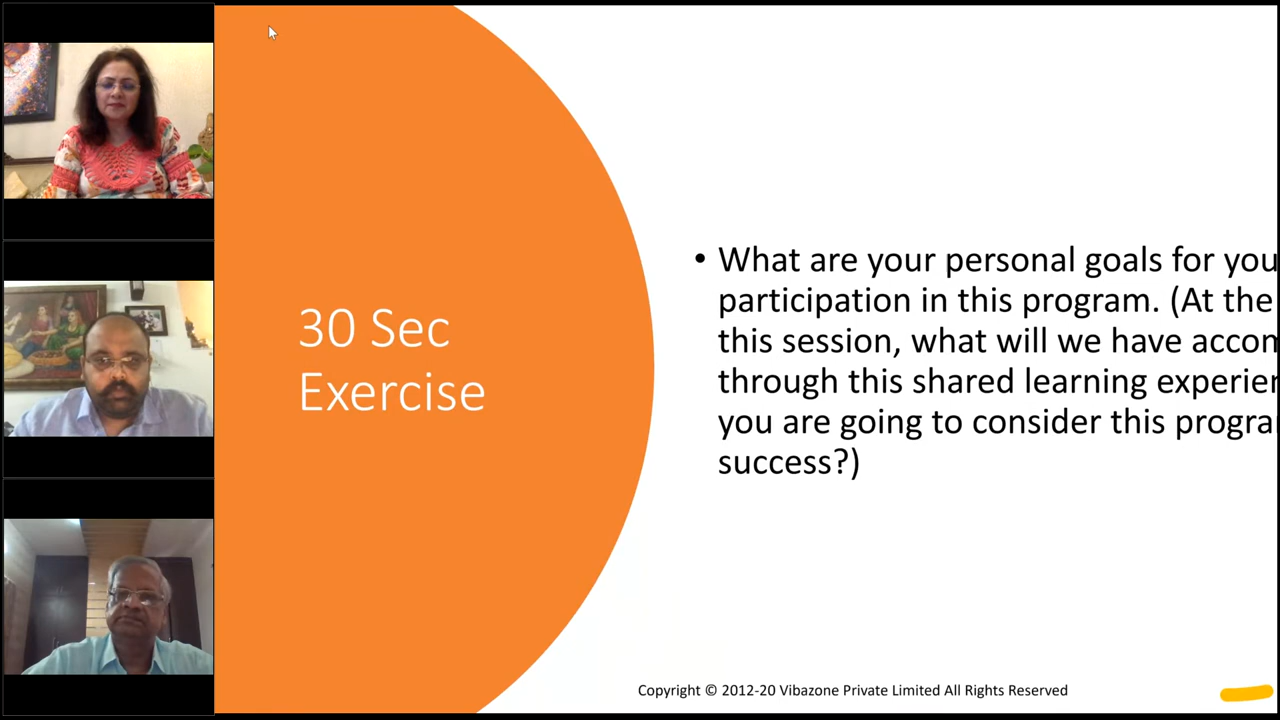 30 Sec
Exercise
• What are your personal goals for you
participation in this program. (At the
this session, what will we have accom
through this shared learning experien
you are going to consider this progra
success?)
Copyright © 2012-20 Vibazone Private Limited All Rights Reserved